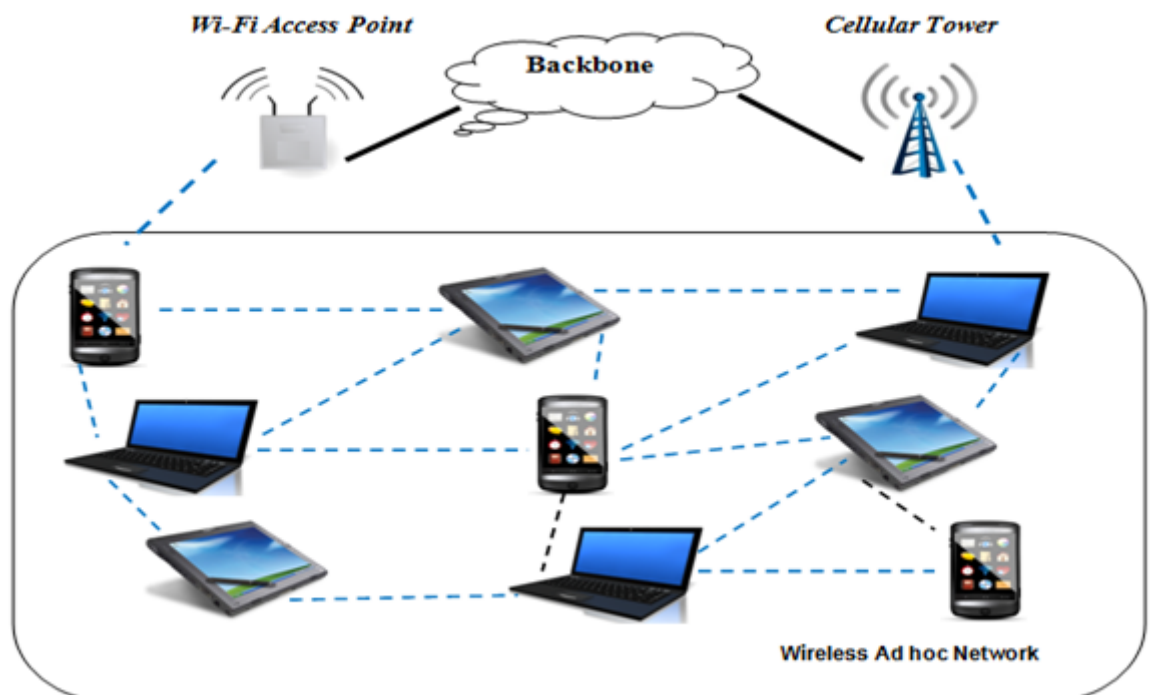 Wi-Fi Access Point
Cellular Tower
Backbone
Wireless Ad hoc Network